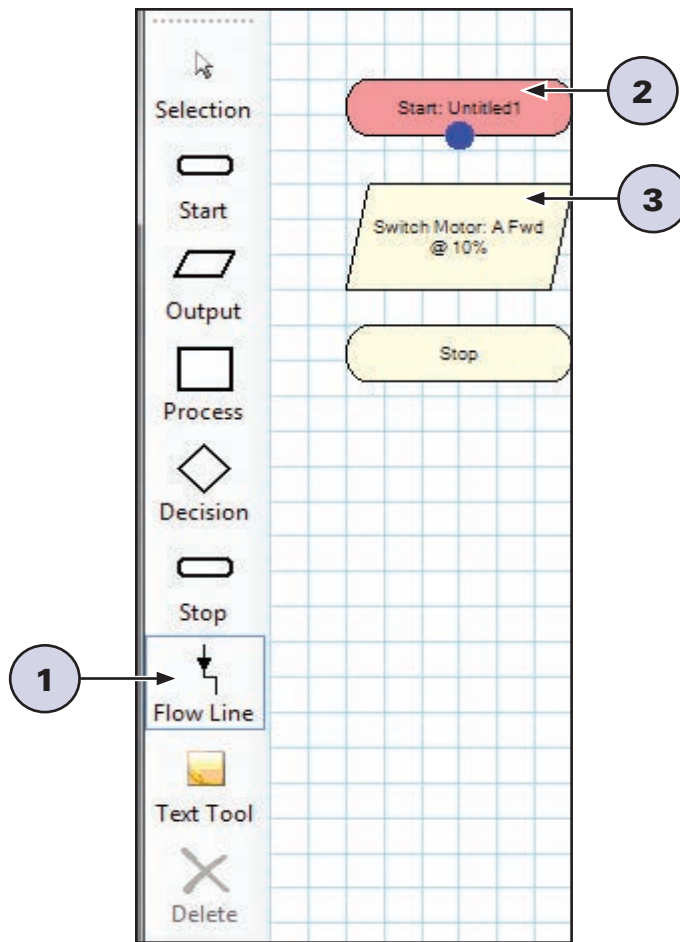 Selection
Start
Output
Process
Decision
Stop
Flow Line
Text Tool
Delete
Start: Untitled1
Switch Motor: A Fwd
@ 10%
Stop
1
2
3